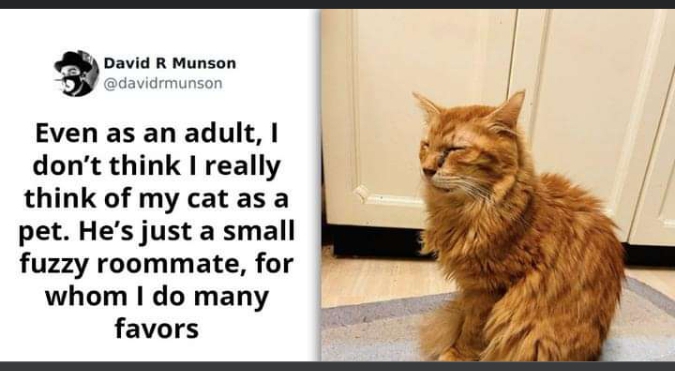 David R Munson
@davidrmunson
Even as an adult, I
don’t think I really
think of my cat as a
pet. He’s just a small
fuzzy roommate, for
whom I do many
favors